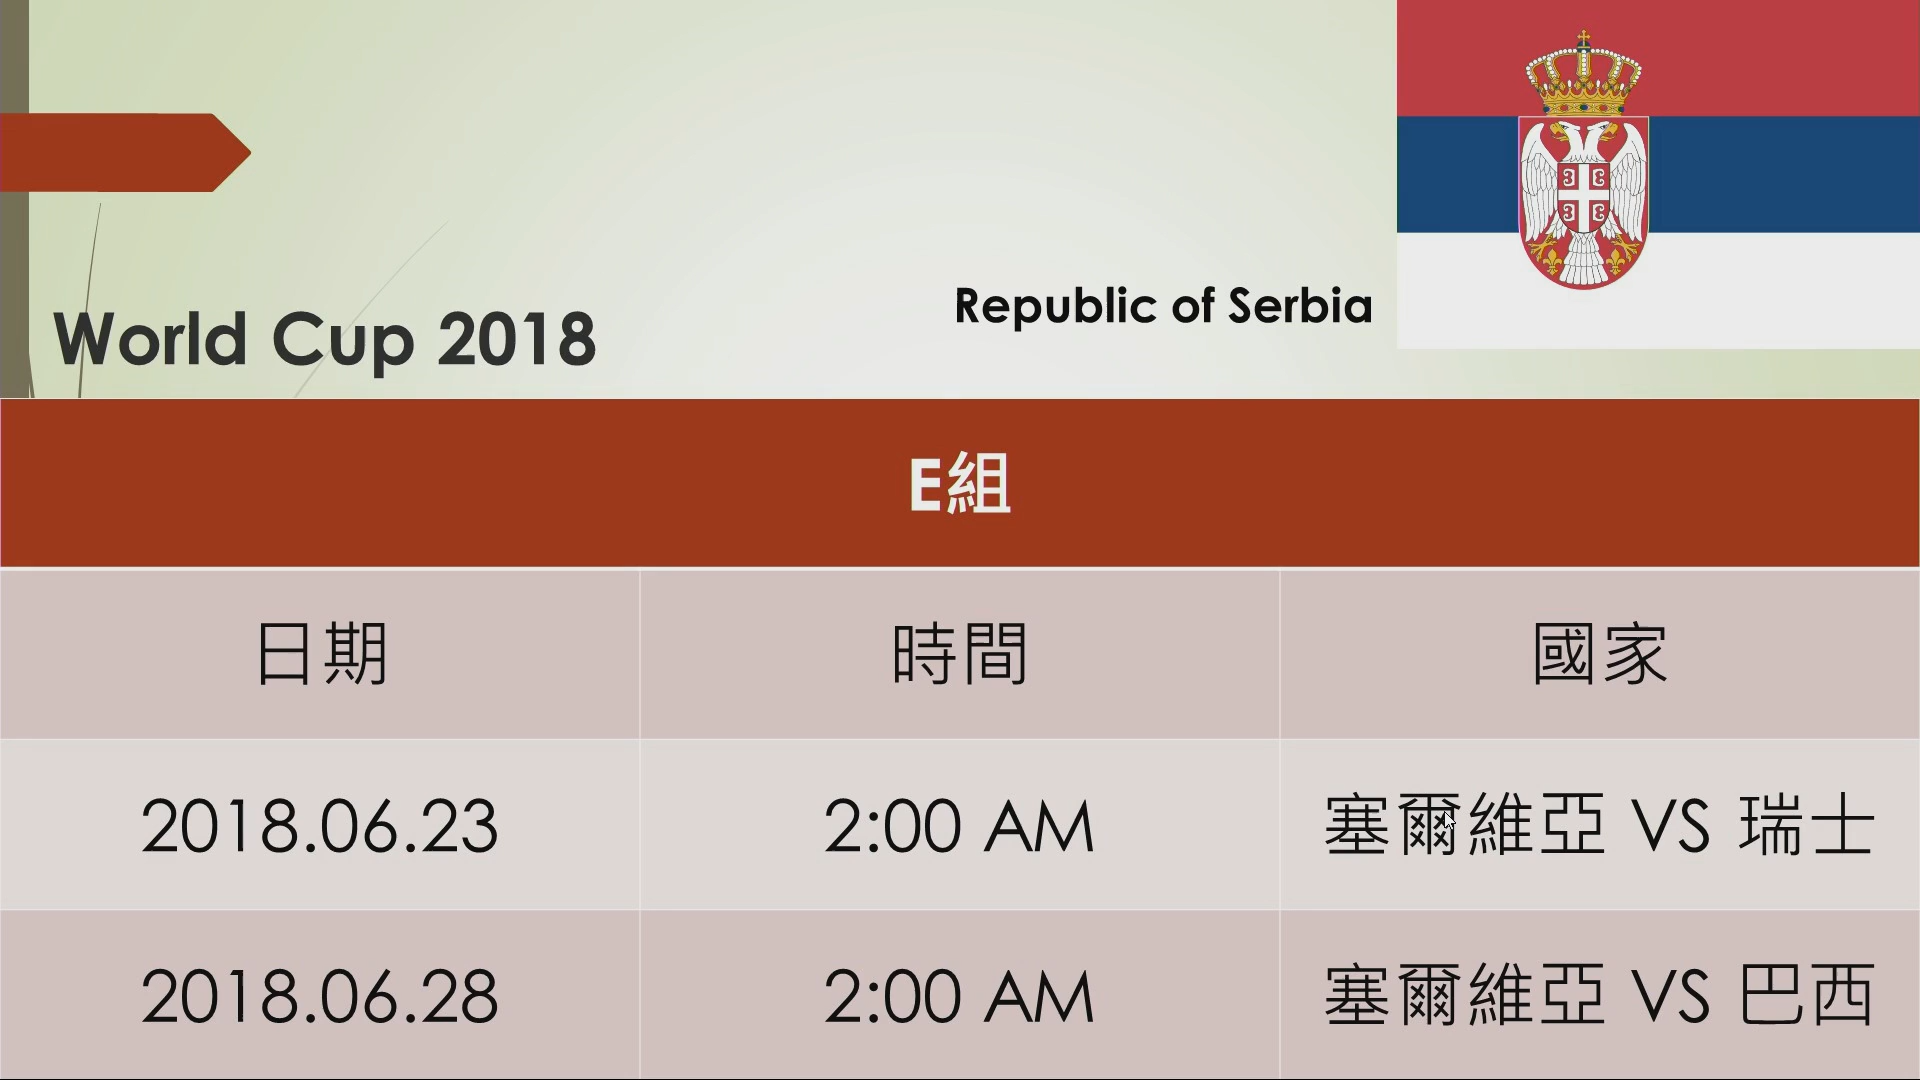 World Cup 2018
Republic of Serbia
E組
日期 時間 國家
2018.06.23 2:00 AM 塞爾維亞 VS 瑞士
2018.06.28 2:00 AM 塞爾維亞 VS 巴西